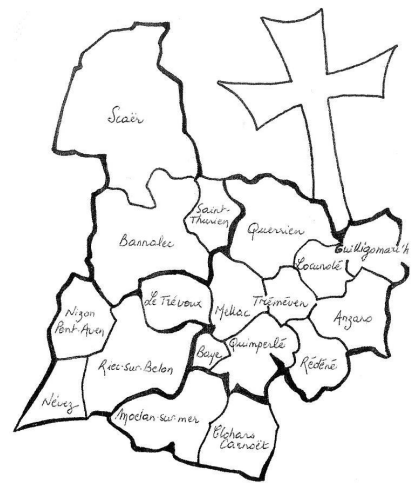 Scaër
Saint-
Thurien
Querrien
Bannalec
Guilligomarc'h
Locunolé
Le Trévoux
Mellac
Tréméven
Arzano
Nizon
Pont-Aven
Quimperlé
Baye
Rédéné
Riec-sur-Belon
Névez
Moëlan-sur-mer
Clohars
Carnoët